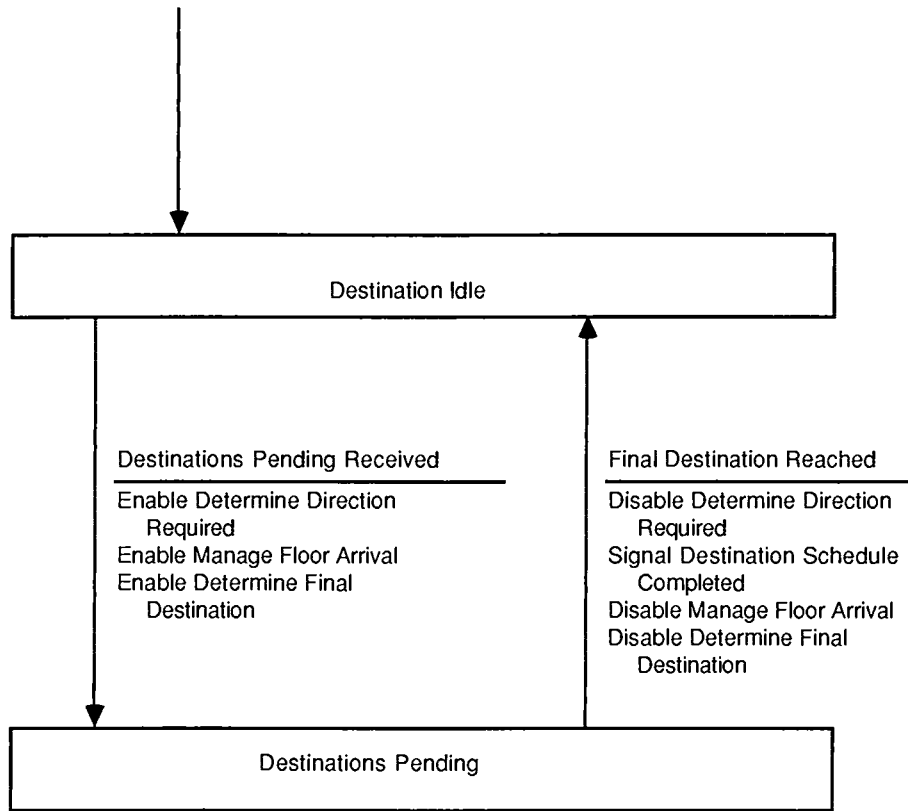 Destination Idle
Destinations Pending Received
Enable Determine Direction
Required
Enable Manage Floor Arrival
Enable Determine Final
Destination
Final Destination Reached
Disable Determine Direction
Required
Signal Destination Schedule
Completed
Disable Manage Floor Arrival
Disable Determine Final
Destination
Destinations Pending